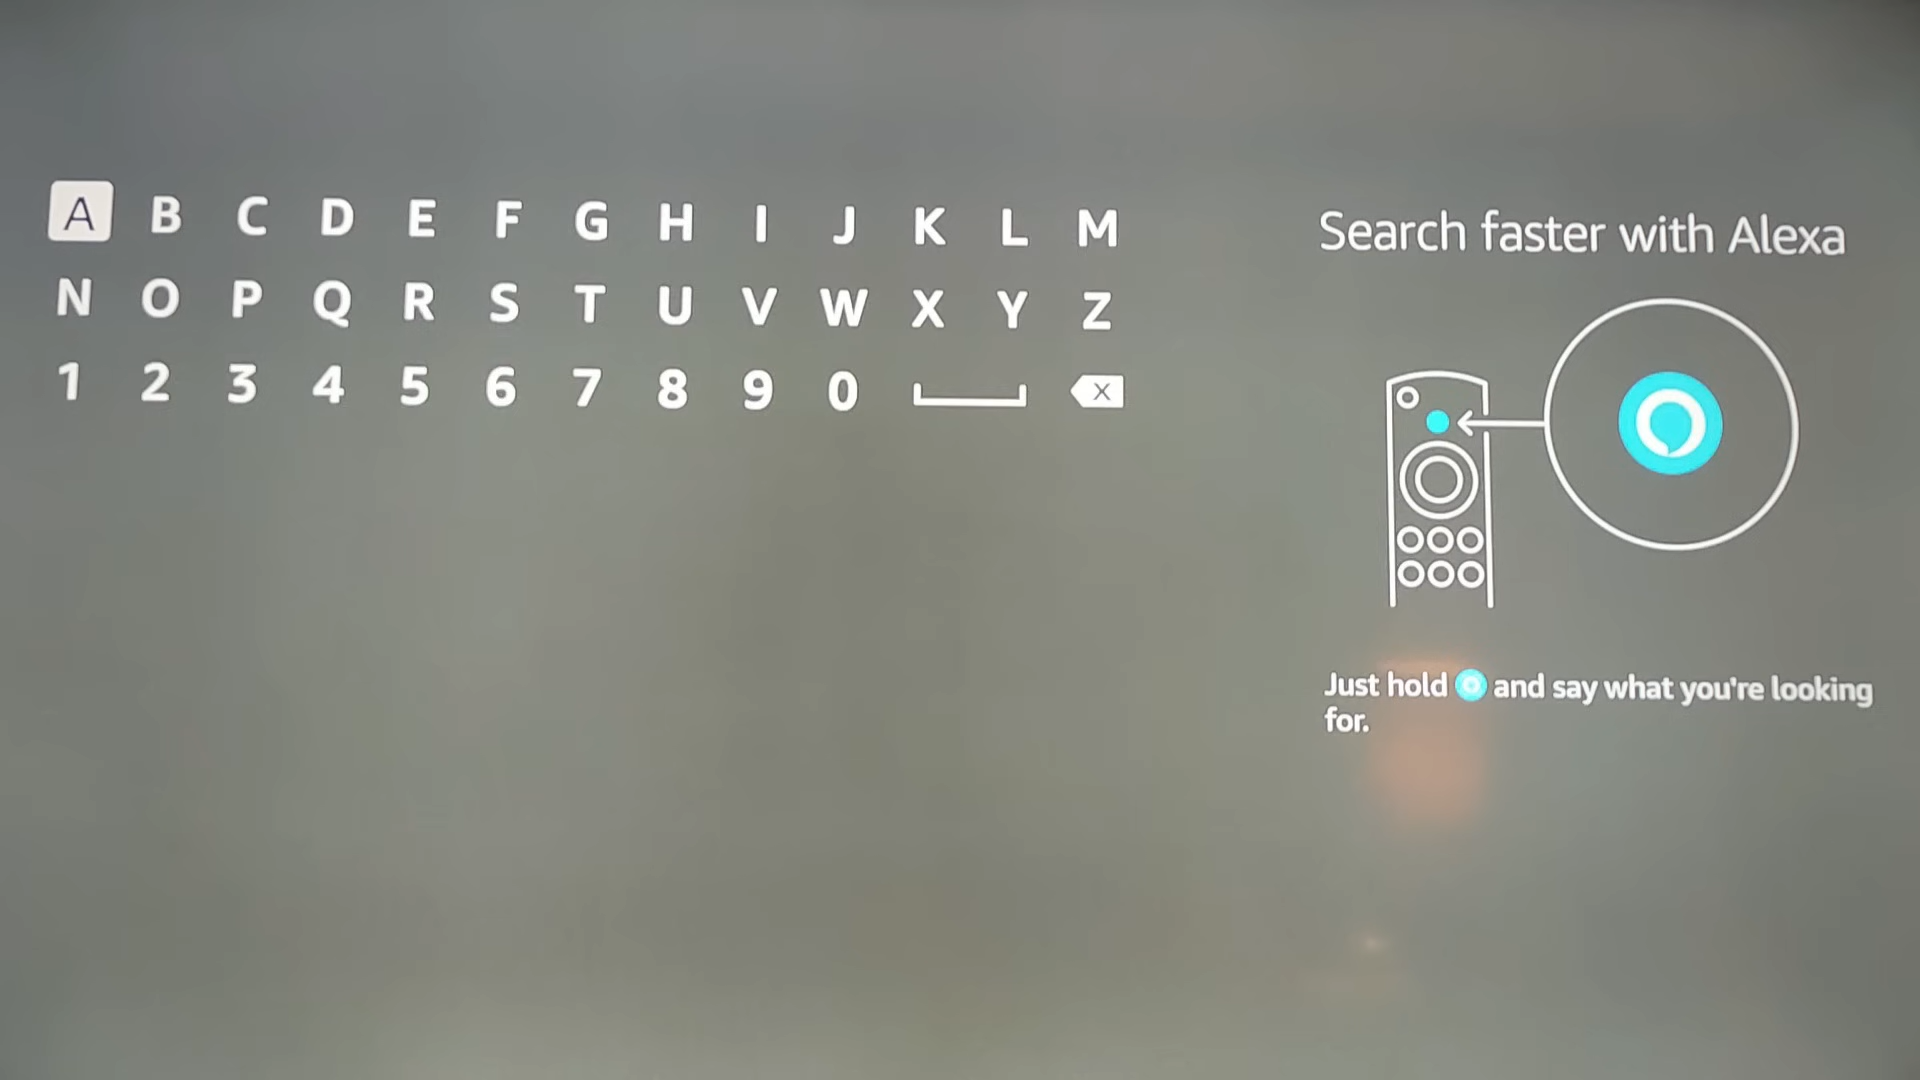 A B C D E F G H I J K L M
N O P Q R S T U V W X Y Z
1 2 3 4 5 6 7 8 9 0
Search faster with Alexa
Just hold and say what you're looking
for.